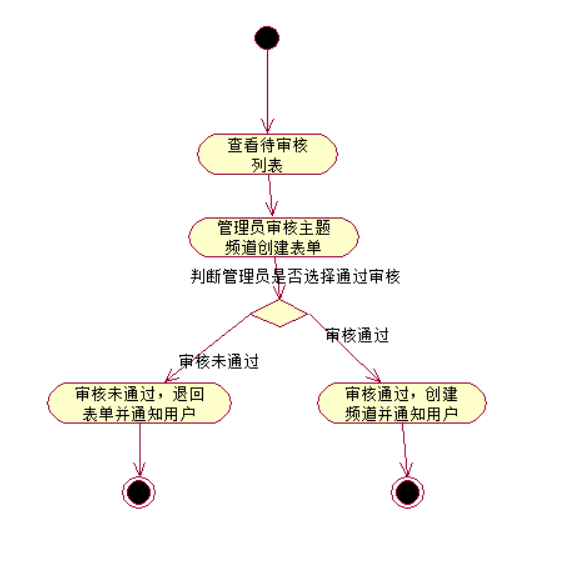 查看待审核
列表
管理员审核主题
频道创建表单
判断管理员是否选择通过审核
审核通过
审核未通过
审核未通过，退回
表单并通知用户
审核通过，创建
频道并通知用户